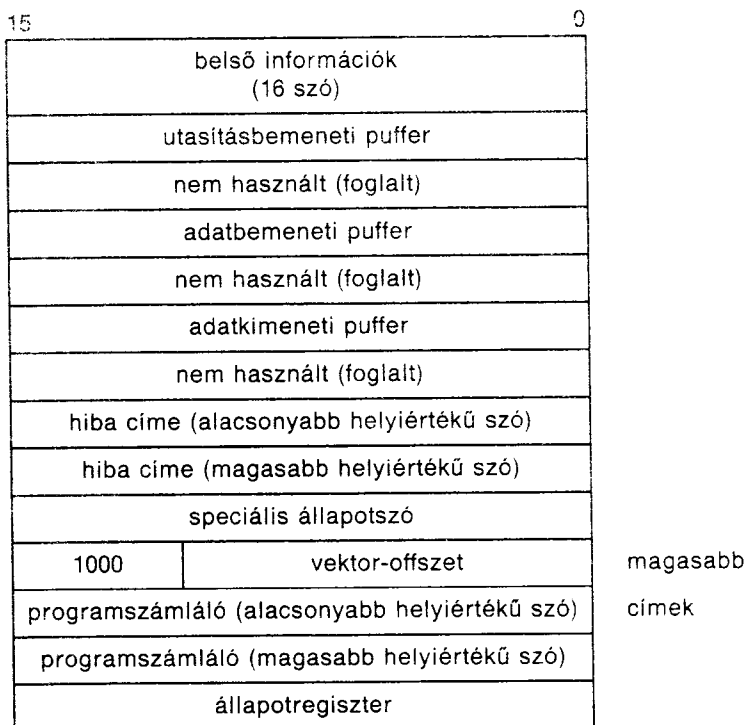 15 0
belső információk
(16 szó)
utasításbemeneti puffer
nem használt (foglalt)
adatbemeneti puffer
nem használt (foglalt)
adatkimeneti puffer
nem használt (foglalt)
hiba címe (alacsonyabb helyiértékű szó)
hiba címe (magasabb helyiértékű szó)
speciális állapotszó
1000 vektor-offszet magasabb
programszámláló (alacsonyabb helyiértékű szó) címek
programszámláló (magasabb helyiértékű szó)
állapotregiszter